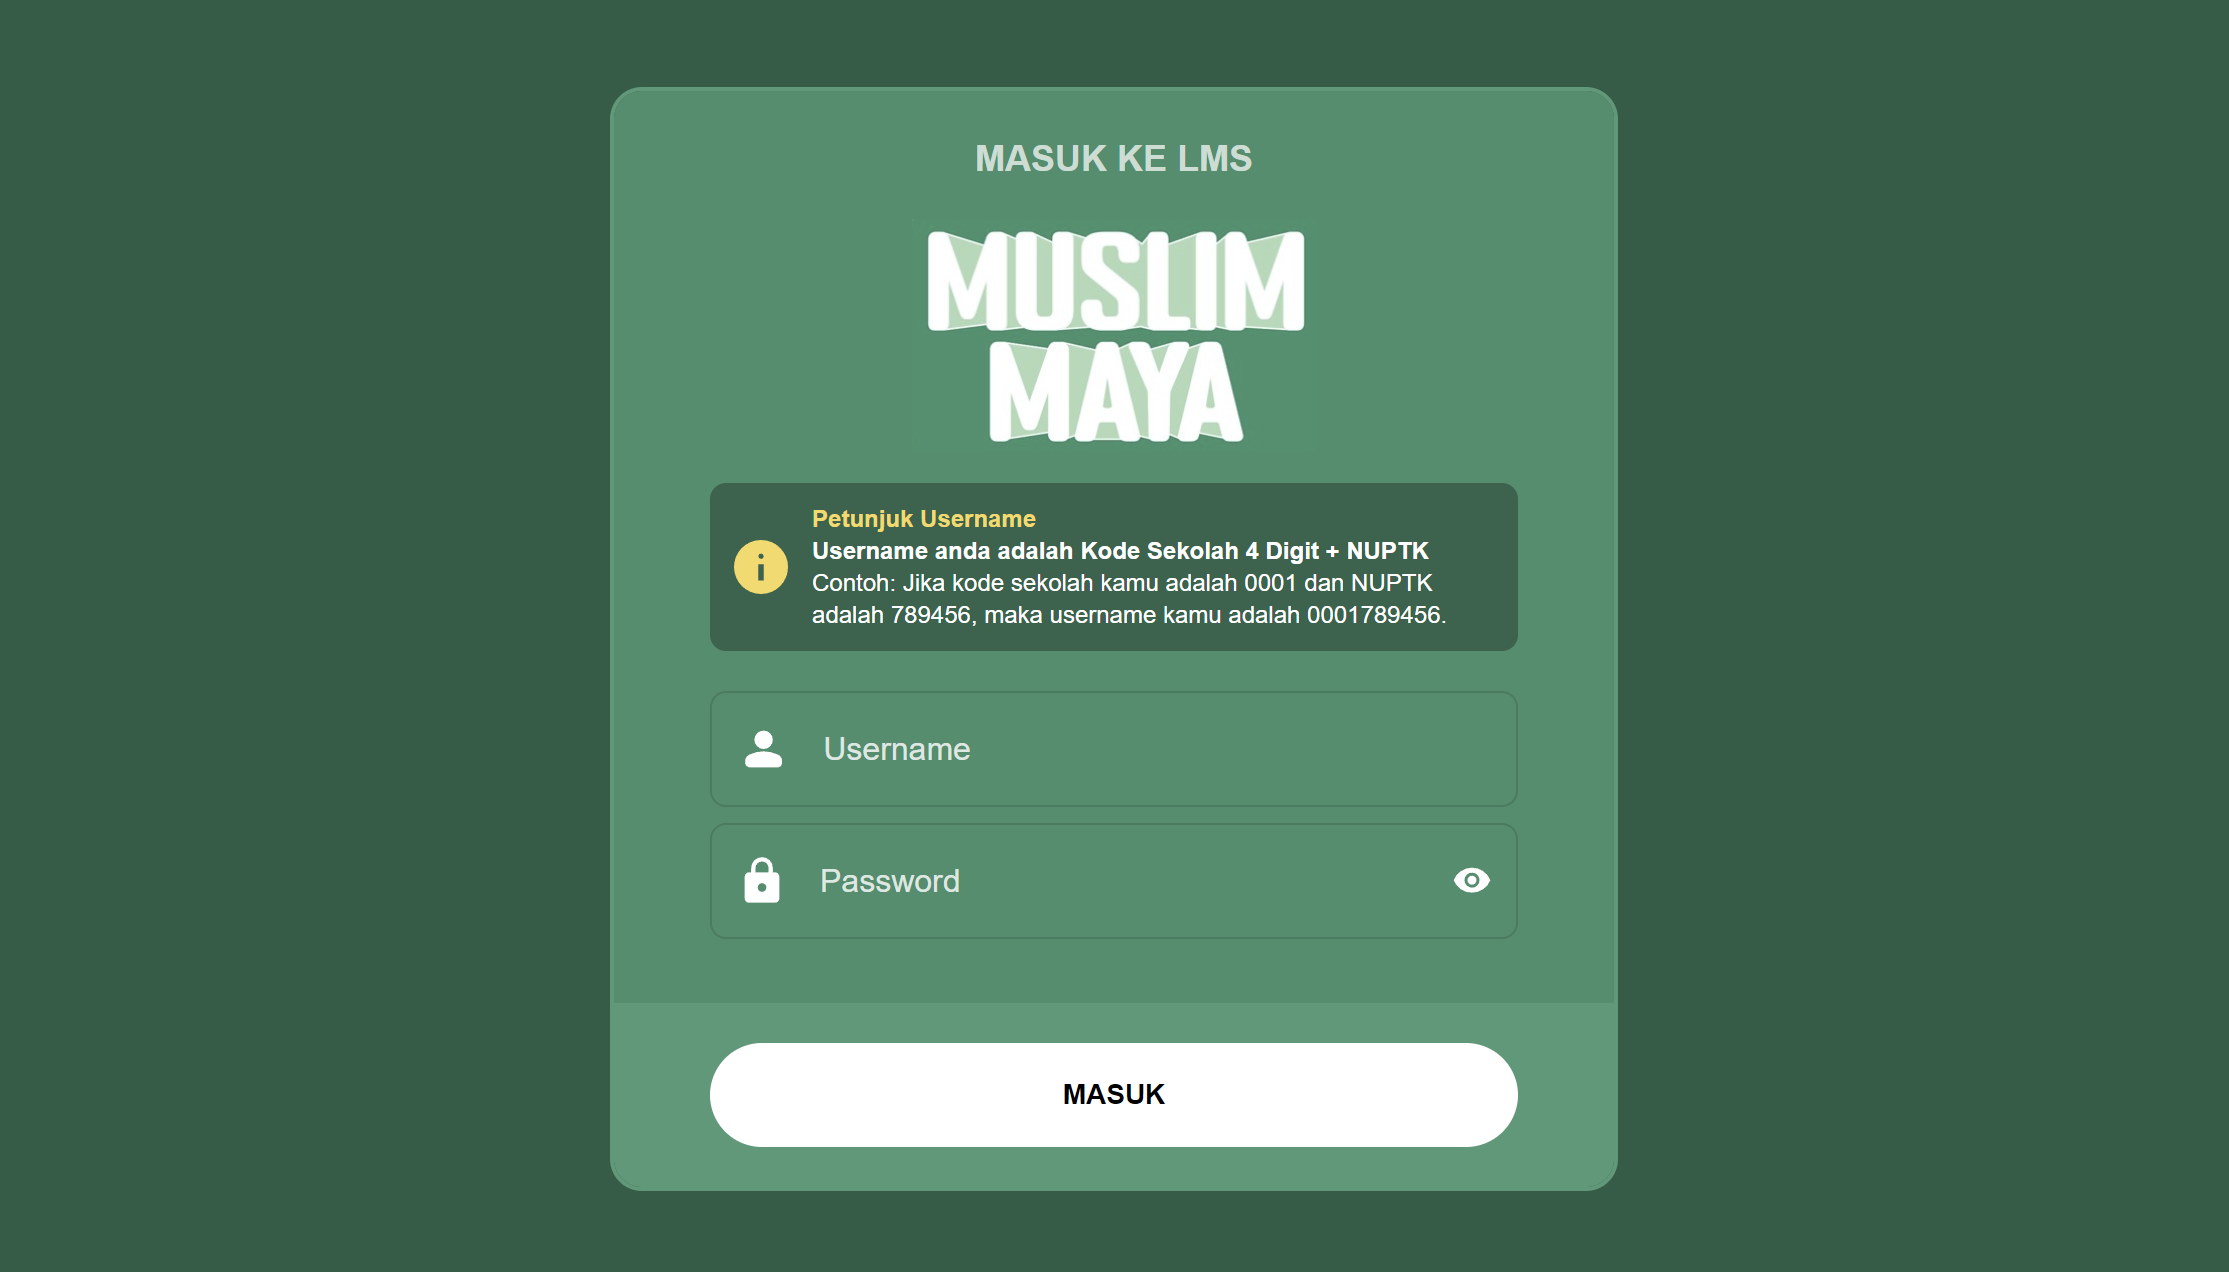 MASUK KE LMS
MUSLIM
MAYA
Petunjuk Username
Username anda adalah Kode Sekolah 4 Digit + NUPTK
Contoh: Jika kode sekolah kamu adalah 0001 dan NUPTK
adalah 789456, maka username kamu adalah 0001789456.
Username
Password
MASUK